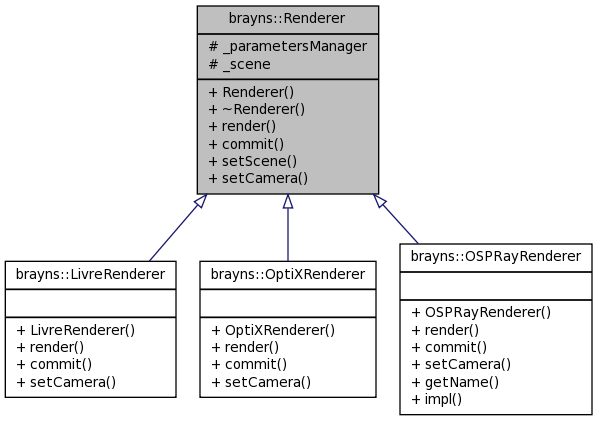 brayns::Renderer
# _parametersManager
# _scene
+ Renderer()
+ ~Renderer()
+ render()
+ commit()
+ setScene()
+ setCamera()
brayns::LivreRenderer
+ LivreRenderer()
+ render()
+ commit()
+ setCamera()
brayns::OptiXRenderer
+ OptiXRenderer()
+ render()
+ commit()
+ setCamera()
brayns::OSPRayRenderer
+ OSPRayRenderer()
+ render()
+ commit()
+ setCamera()
+ getName()
+ impl()